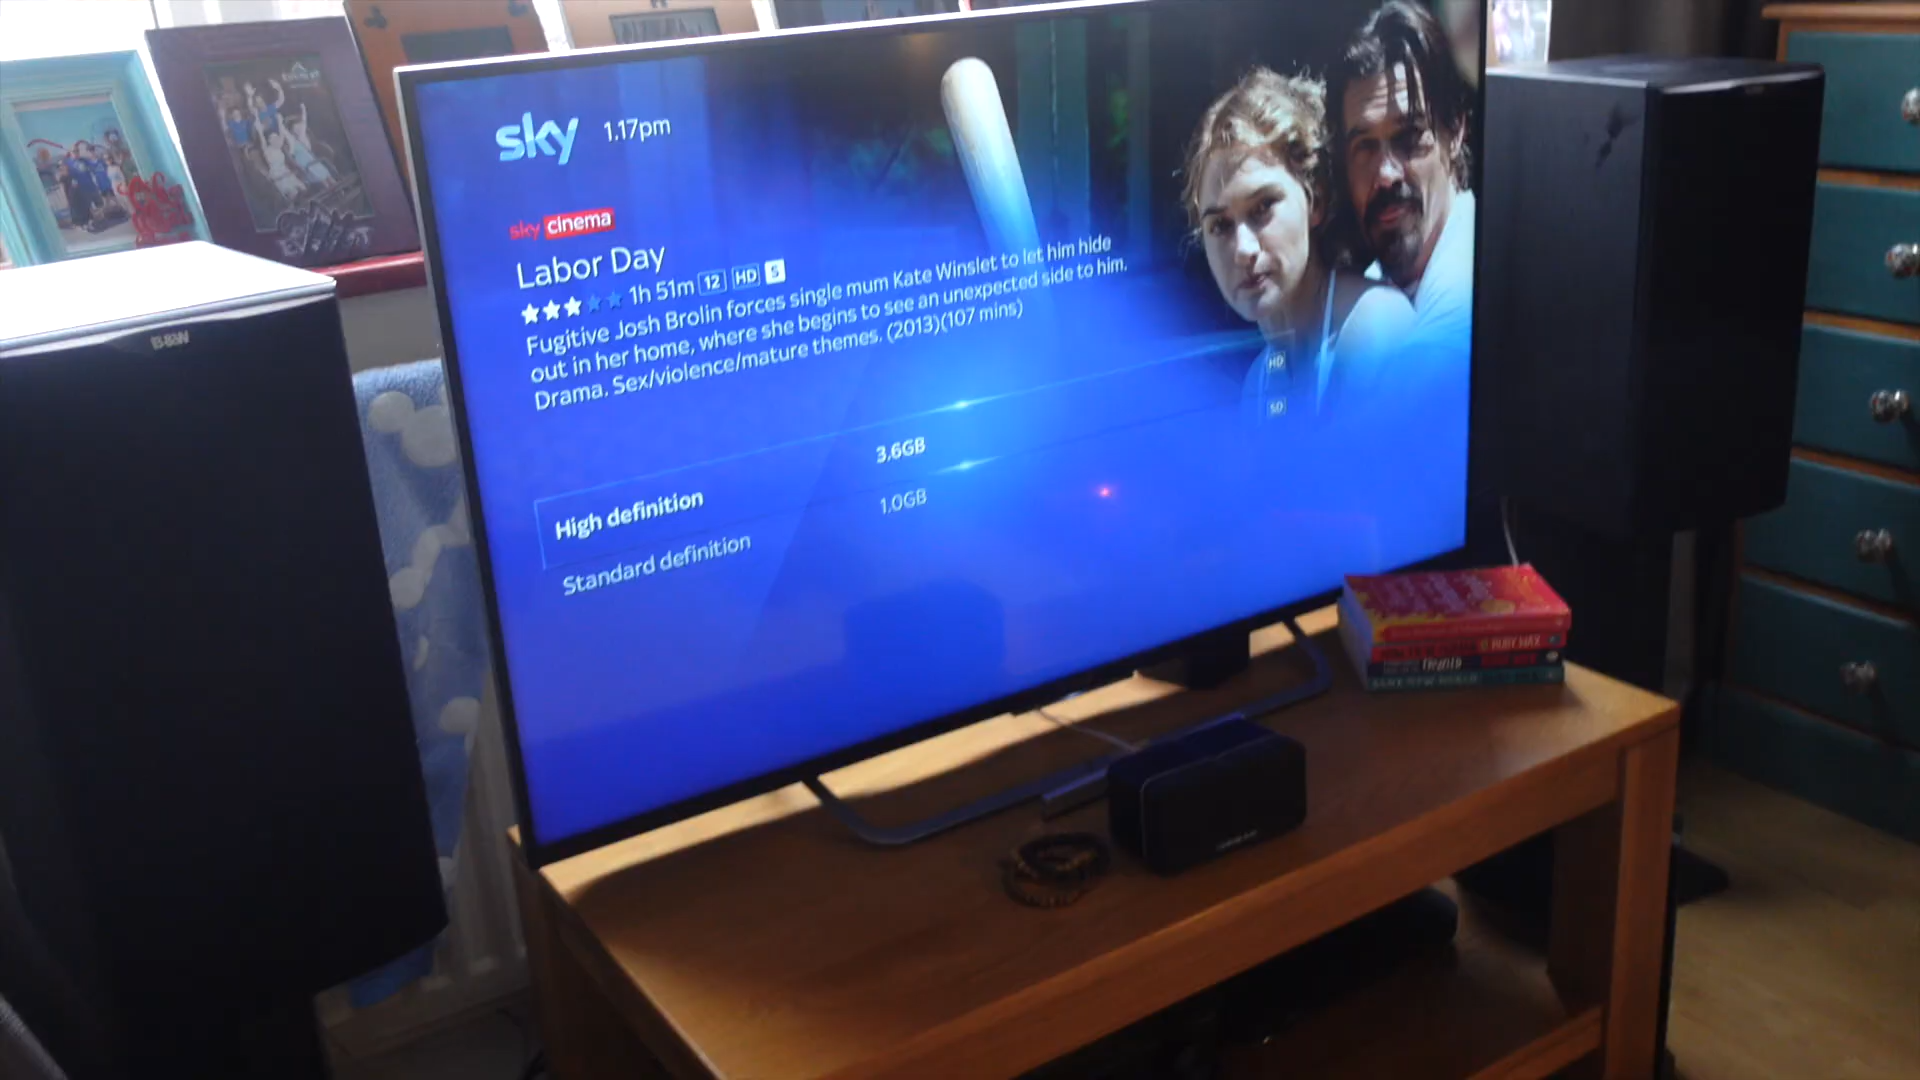 sky 1.17pm
sky cinema
Labor Day
1h 51m 12 HD S
Fugitive Josh Brolin forces single mum Kate Winslet to let him hide
out in her home, where she begins to see an unexpected side to him.
Drama. Sex/violence/mature themes. (2013)(107 mins)
HD
SD
High definition 3.6GB
Standard definition 1.0GB
B&W
RUBY WAX